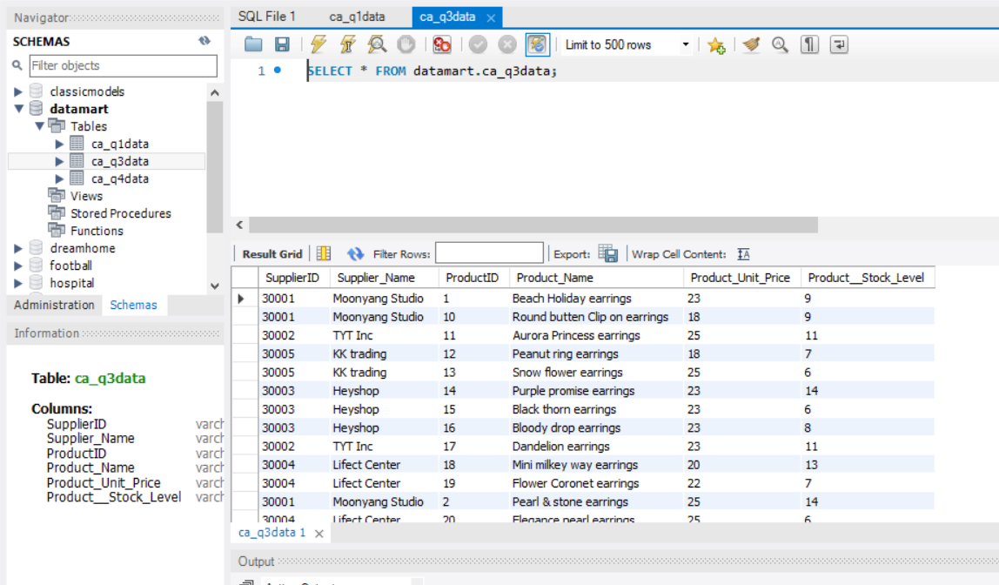 Navigator
SCHEMAS
Filter objects
classicmodels
datamart
Tables
ca_q1data
ca_q3data
ca_q4data
Views
Stored Procedures
Functions
dreamhome
football
hospital
Administration Schemas
Information
Table: ca_q3data
Columns:
SupplierID varch
Supplier_Name varch
ProductID varch
Product_Name varch
Product_Unit_Price varch
Product__Stock_Level varch
SQL File 1 ca_q1data ca_q3data
Limit to 500 rows
1 SELECT * FROM datamart.ca_q3data;
Result Grid Filter Rows: Export: Wrap Cell Content:
SupplierID Supplier_Name ProductID Product_Name Product_Unit_Price Product__Stock_Level
30001 Moonyang Studio 1 Beach Holiday earrings 23 9
30001 Moonyang Studio 10 Round butten Clip on earrings 18 9
30002 TYT Inc 11 Aurora Princess earrings 25 11
30005 KK trading 12 Peanut ring earrings 18 7
30005 KK trading 13 Snow flower earrings 25 6
30003 Heyshop 14 Purple promise earrings 23 14
30003 Heyshop 15 Black thorn earrings 23 6
30003 Heyshop 16 Bloody drop earrings 23 8
30002 TYT Inc 17 Dandelion earrings 23 11
30004 Lifect Center 18 Mini milkey way earrings 20 13
30004 Lifect Center 19 Flower Coronet earrings 22 7
30001 Moonyang Studio 2 Pearl & stone earrings 25 14
30004 Lifect Center 20 Elegance pearl earrings 25 6
ca_q3data 1
Output